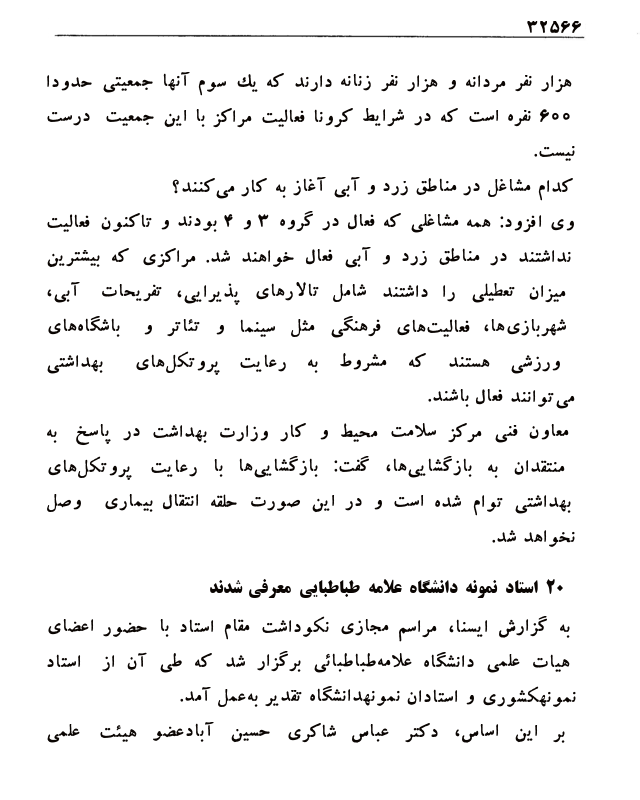 ۳۲۵۶۶
هزار نفر مردانه و هزار نفر زنانه دارند که یك سوم آنها جمعیتی حدودا
۶۰۰ نفره است که در شرایط کرونا فعالیت مراکز با این جمعیت درست
نیست.
کدام مشاغل در مناطق زرد و آبی آغاز به کار می‌کنند؟
وی افزود: همه مشاغلی که فعال در گروه ۳ و ۴ بودند و تاکنون فعالیت
نداشتند در مناطق زرد و آبی فعال خواهند شد. مراکزی که بیشترین
میزان تعطیلی را داشتند شامل تالارهای پذیرایی، تفریحات آبی،
شهربازی‌ها، فعالیت‌های فرهنگی مثل سینما و تئاتر و باشگاه‌های
ورزشی هستند که مشروط به رعایت پروتکل‌های بهداشتی
می‌توانند فعال باشند.
معاون فنی مرکز سلامت محیط و کار وزارت بهداشت در پاسخ به
منتقدان به بازگشایی‌ها، گفت: بازگشایی‌ها با رعایت پروتکل‌های
بهداشتی توام شده است و در این صورت حلقه انتقال بیماری وصل
نخواهد شد.
۲۰ استاد نمونه دانشگاه علامه طباطبایی معرفی شدند
به گزارش ایسنا، مراسم مجازی نکوداشت مقام استاد با حضور اعضای
هیات علمی دانشگاه علامه‌طباطبائی برگزار شد که طی آن از استاد
نمونهکشوری و استادان نمونهدانشگاه تقدیر به‌عمل آمد.
بر این اساس، دکتر عباس شاکری حسین آبادعضو هیئت علمی